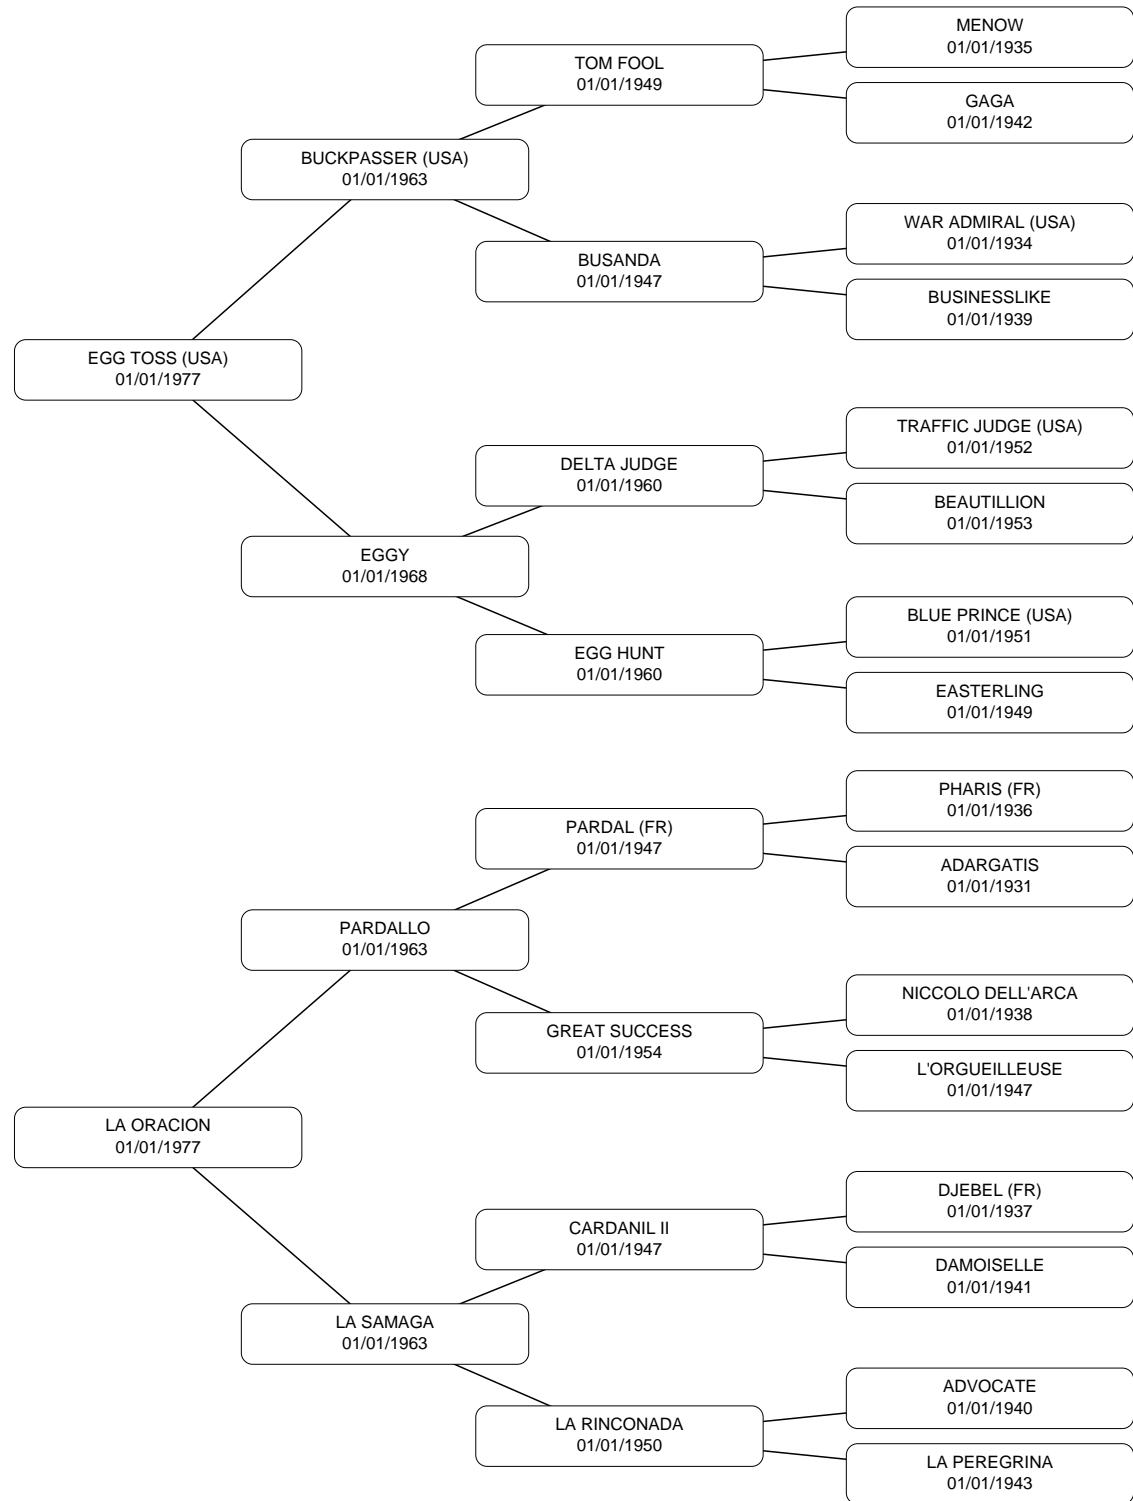 MENOW
01/01/1935
TOM FOOL
01/01/1949
GAGA
01/01/1942
BUCKPASSER (USA)
01/01/1963
WAR ADMIRAL (USA)
01/01/1934
BUSANDA
01/01/1947
BUSINESSLIKE
01/01/1939
EGG TOSS (USA)
01/01/1977
TRAFFIC JUDGE (USA)
01/01/1952
DELTA JUDGE
01/01/1960
BEAUTILLION
01/01/1953
EGGY
01/01/1968
BLUE PRINCE (USA)
01/01/1951
EGG HUNT
01/01/1960
EASTERLING
01/01/1949
PHARIS (FR)
01/01/1936
PARDAL (FR)
01/01/1947
ADARGATIS
01/01/1931
PARDALLO
01/01/1963
NICCOLO DELL'ARCA
01/01/1938
GREAT SUCCESS
01/01/1954
L'ORGUEILLEUSE
01/01/1947
LA ORACION
01/01/1977
DJEBEL (FR)
01/01/1937
CARDANIL II
01/01/1947
DAMOISELLE
01/01/1941
LA SAMAGA
01/01/1963
ADVOCATE
01/01/1940
LA RINCONADA
01/01/1950
LA PEREGRINA
01/01/1943